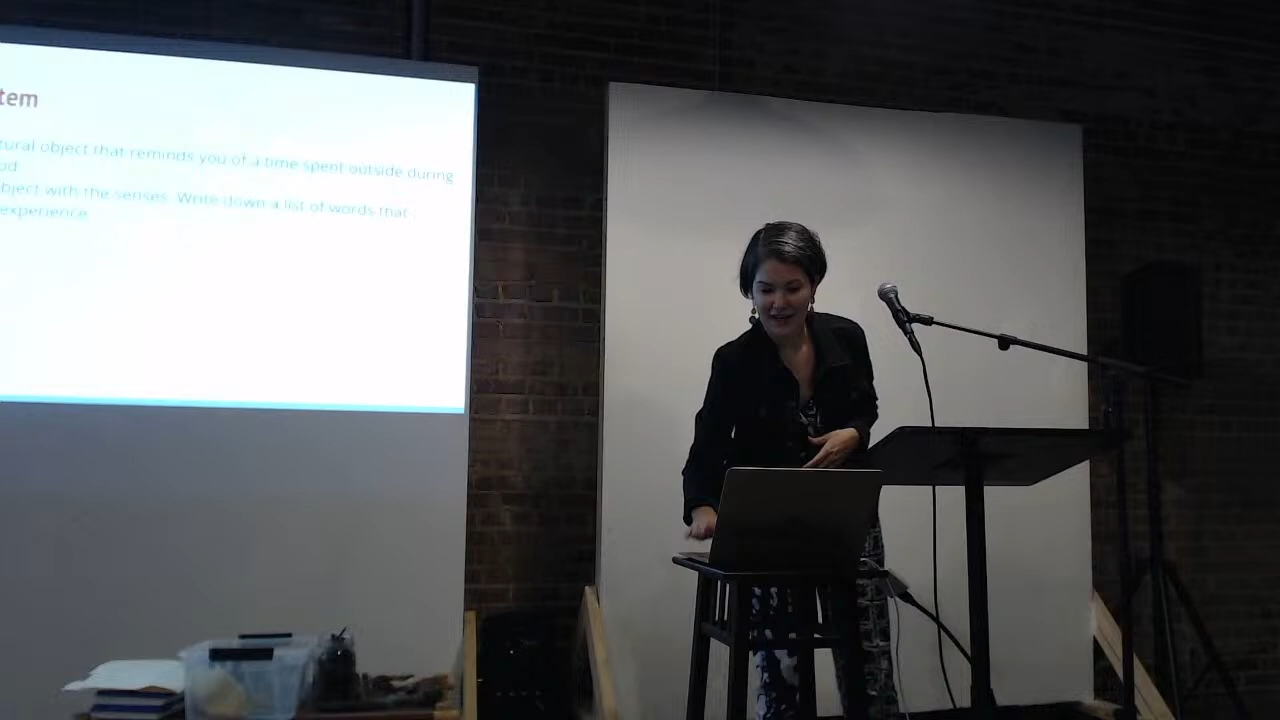 tem
tural object that reminds you of a time spent outside during
od
bject with the senses. Write down a list of words that
experience.